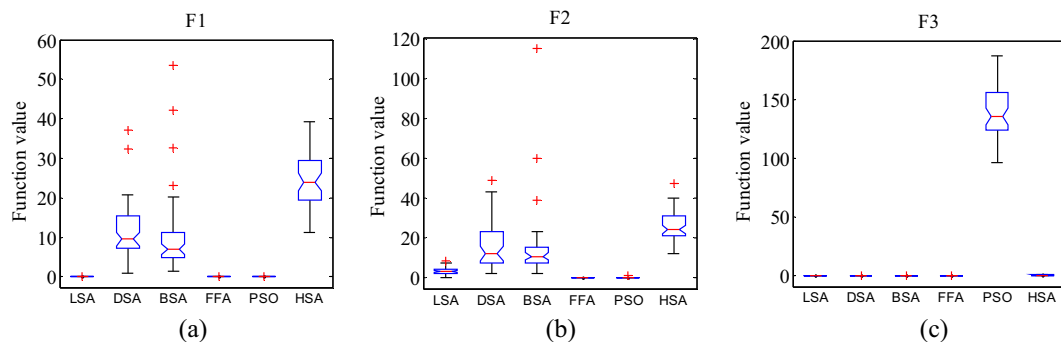 F1
Function value
60
50
40
30
20
10
0
LSA DSA BSA FFA PSO HSA
(a)
F2
Function value
120
100
80
60
40
20
0
LSA DSA BSA FFA PSO HSA
(b)
F3
Function value
200
150
100
50
0
LSA DSA BSA FFA PSO HSA
(c)